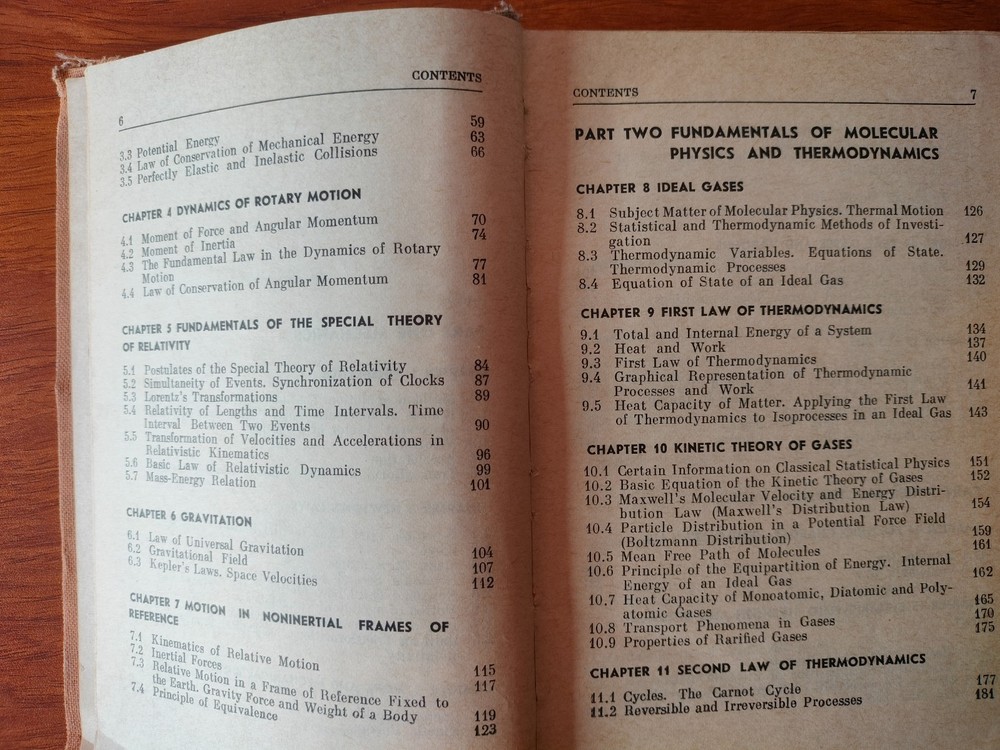 CONTENTS
6
3.3 Potential Energy 59
3.4 Law of Conservation of Mechanical Energy 63
3.5 Perfectly Elastic and Inelastic Collisions 66
CHAPTER 4 DYNAMICS OF ROTARY MOTION
4.1 Moment of Force and Angular Momentum 70
4.2 Moment of Inertia 74
4.3 The Fundamental Law in the Dynamics of Rotary
Motion 77
4.4 Law of Conservation of Angular Momentum 81
CHAPTER 5 FUNDAMENTALS OF THE SPECIAL THEORY
OF RELATIVITY
5.1 Postulates of the Special Theory of Relativity 84
5.2 Simultaneity of Events. Synchronization of Clocks 87
5.3 Lorentz's Transformations 89
5.4 Relativity of Lengths and Time Intervals. Time
Interval Between Two Events 90
5.5 Transformation of Velocities and Accelerations in
Relativistic Kinematics 96
5.6 Basic Law of Relativistic Dynamics 99
5.7 Mass-Energy Relation 101
CHAPTER 6 GRAVITATION
6.1 Law of Universal Gravitation 104
6.2 Gravitational Field 107
6.3 Kepler's Laws. Space Velocities 112
CHAPTER 7 MOTION IN NONINERTIAL FRAMES OF
REFERENCE
7.1 Kinematics of Relative Motion 115
7.2 Inertial Forces 117
7.3 Relative Motion in a Frame of Reference Fixed to
the Earth. Gravity Force and Weight of a Body 119
7.4 Principle of Equivalence 123
CONTENTS 7
PART TWO FUNDAMENTALS OF MOLECULAR
PHYSICS AND THERMODYNAMICS
CHAPTER 8 IDEAL GASES
8.1 Subject Matter of Molecular Physics. Thermal Motion 126
8.2 Statistical and Thermodynamic Methods of Investi-
gation 127
8.3 Thermodynamic Variables. Equations of State.
Thermodynamic Processes 129
8.4 Equation of State of an Ideal Gas 132
CHAPTER 9 FIRST LAW OF THERMODYNAMICS
9.1 Total and Internal Energy of a System 134
9.2 Heat and Work 137
9.3 First Law of Thermodynamics 140
9.4 Graphical Representation of Thermodynamic
Processes and Work 141
9.5 Heat Capacity of Matter. Applying the First Law
of Thermodynamics to Isoprocesses in an Ideal Gas 143
CHAPTER 10 KINETIC THEORY OF GASES
10.1 Certain Information on Classical Statistical Physics 151
10.2 Basic Equation of the Kinetic Theory of Gases 152
10.3 Maxwell's Molecular Velocity and Energy Distri-
bution Law (Maxwell's Distribution Law) 154
10.4 Particle Distribution in a Potential Force Field
(Boltzmann Distribution) 159
10.5 Mean Free Path of Molecules 161
10.6 Principle of the Equipartition of Energy. Internal
Energy of an Ideal Gas 162
10.7 Heat Capacity of Monoatomic, Diatomic and Poly-
atomic Gases 165
10.8 Transport Phenomena in Gases 170
10.9 Properties of Rarified Gases 175
CHAPTER 11 SECOND LAW OF THERMODYNAMICS
11.1 Cycles. The Carnot Cycle 177
11.2 Reversible and Irreversible Processes 181